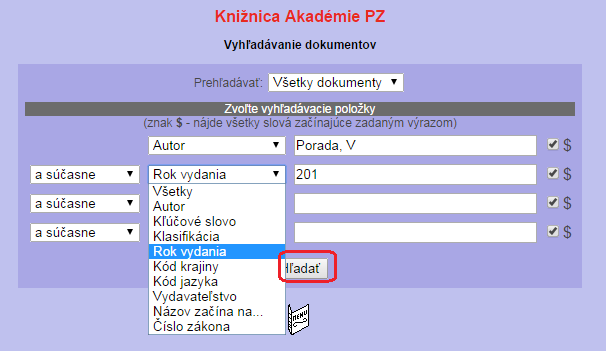 Knižnica Akadémie PZ
Vyhľadávanie dokumentov
Prehľadávať: Všetky dokumenty
Zvoľte vyhľadávacie položky
(znak $ - nájde všetky slová začínajúce zadaným výrazom)
Autor Porada, V $
a súčasne Rok vydania 201 $
a súčasne $
a súčasne $
Všetky
Autor
Kľúčové slovo
Klasifikácia
Rok vydania
Kód krajiny
Kód jazyka
Vydavateľstvo
Názov začína na...
Číslo zákona
Hľadať
MENU